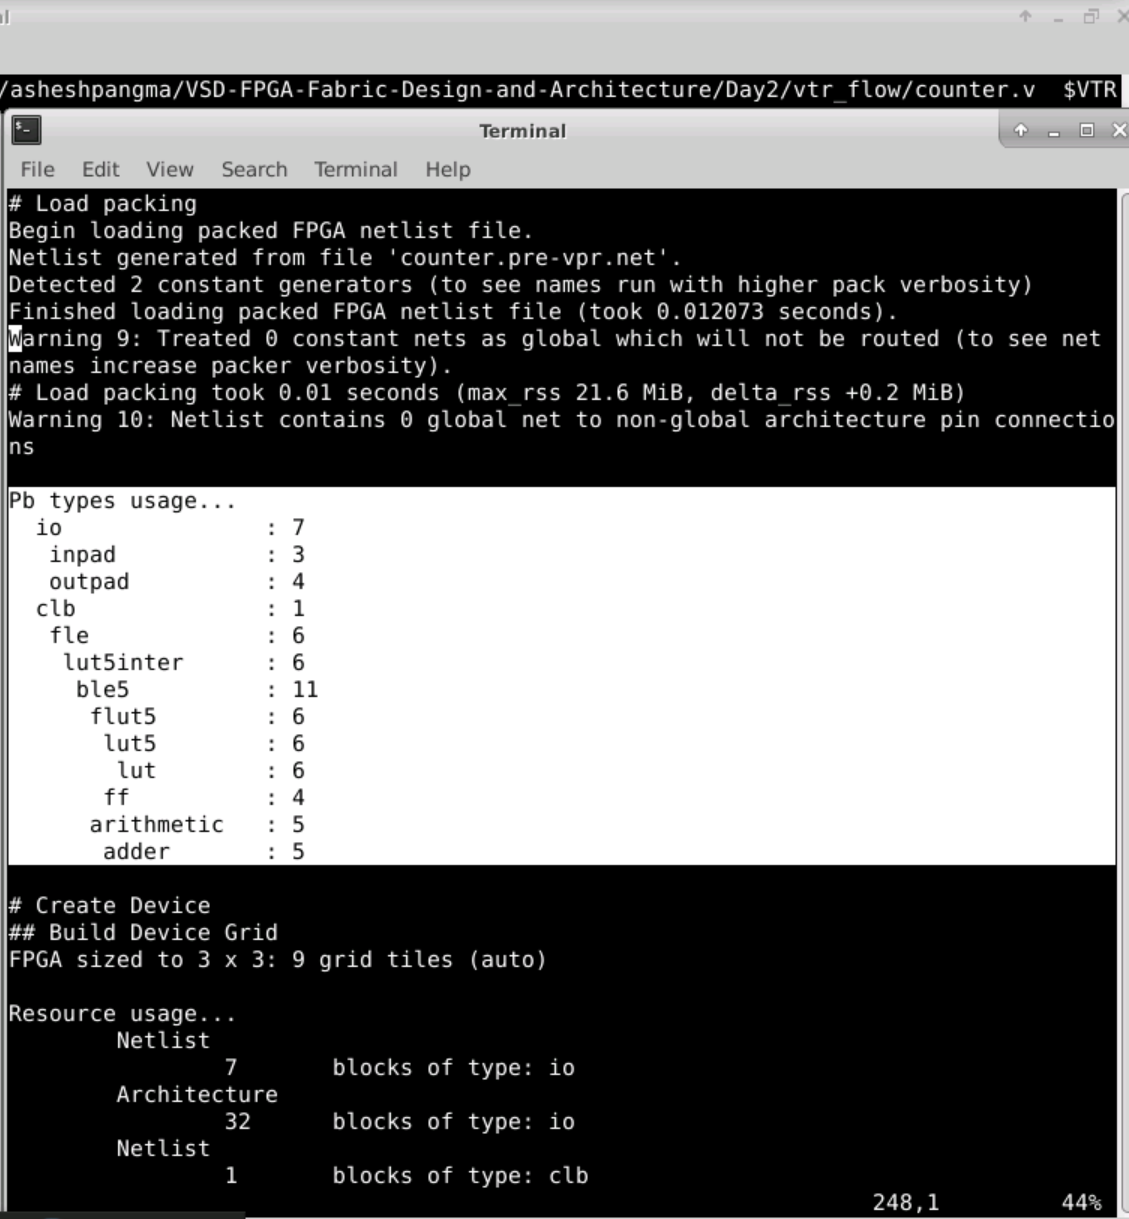 /asheshpangma/VSD-FPGA-Fabric-Design-and-Architecture/Day2/vtr_flow/counter.v  $VTR
Terminal
File Edit View Search Terminal Help
# Load packing
Begin loading packed FPGA netlist file.
Netlist generated from file 'counter.pre-vpr.net'.
Detected 2 constant generators (to see names run with higher pack verbosity)
Finished loading packed FPGA netlist file (took 0.012073 seconds).
Warning 9: Treated 0 constant nets as global which will not be routed (to see net
names increase packer verbosity).
# Load packing took 0.01 seconds (max_rss 21.6 MiB, delta_rss +0.2 MiB)
Warning 10: Netlist contains 0 global net to non-global architecture pin connectio
ns
Pb types usage...
  io               : 7
   inpad           : 3
   outpad          : 4
  clb              : 1
   fle             : 6
    lut5inter      : 6
     ble5          : 11
      flut5        : 6
       lut5        : 6
        lut        : 6
       ff          : 4
      arithmetic   : 5
       adder       : 5
# Create Device
## Build Device Grid
FPGA sized to 3 x 3: 9 grid tiles (auto)
Resource usage...
        Netlist
                7       blocks of type: io
        Architecture
                32      blocks of type: io
        Netlist
                1       blocks of type: clb
248,1          44%